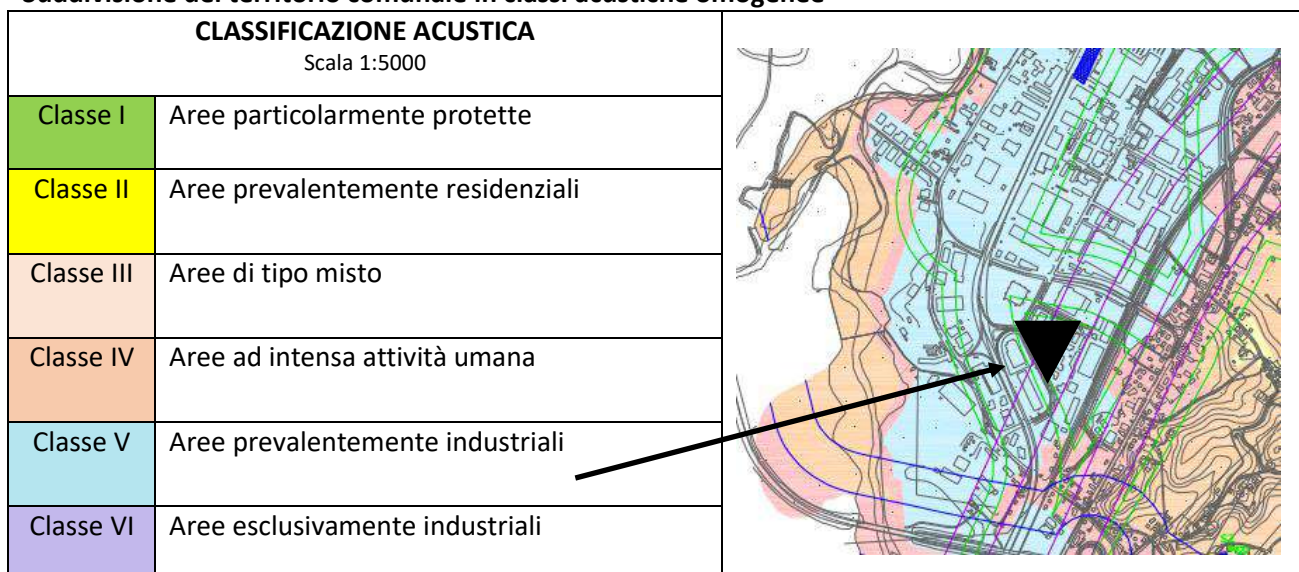 CLASSIFICAZIONE ACUSTICA
Scala 1:5000
Classe I Aree particolarmente protette
Classe II Aree prevalentemente residenziali
Classe III Aree di tipo misto
Classe IV Aree ad intensa attività umana
Classe V Aree prevalentemente industriali
Classe VI Aree esclusivamente industriali